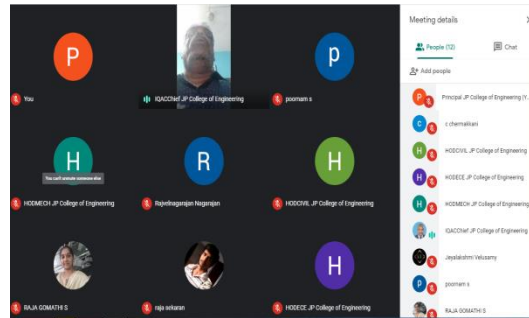 P
You
IQACChief JP College of Engineering
p
poornam s
H
You can't unmute someone else
HODMECH JP College of Engineering
R
Rajvelnagarajan Nagarajan
H
HODCIVIL JP College of Engineering
RAJA GOMATHI S
raja sekaran
H
HODECE JP College of Engineering
Meeting details
People (12)
Chat
Add people
P
Principal JP College of Engineering (Y...
c
c chermalikani
H
HODCIVIL JP College of Engineering
H
HODECE JP College of Engineering
H
HODMECH JP College of Engineering
IQACChief JP College of Engineering
Jeyalakshmi Velusamy
p
poornam s
RAJA GOMATHI S